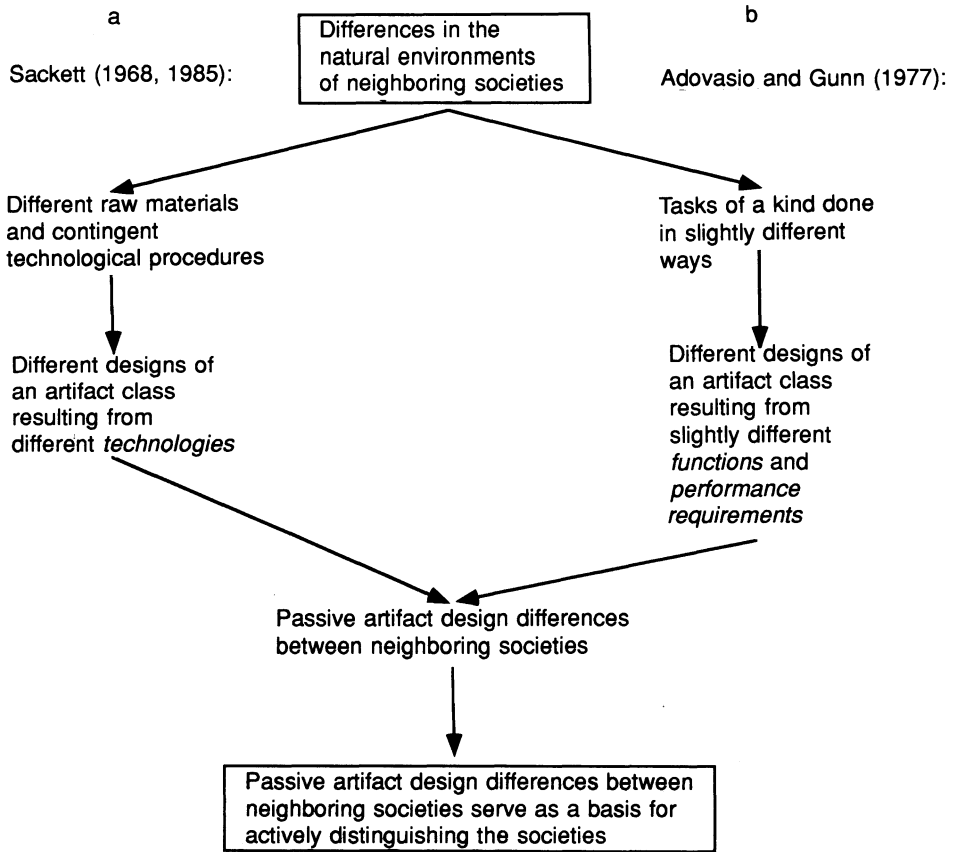 a
b
Differences in the
natural environments
of neighboring societies
Sackett (1968, 1985):
Adovasio and Gunn (1977):
Different raw materials
and contingent
technological procedures
Tasks of a kind done
in slightly different
ways
Different designs of
an artifact class
resulting from
different technologies
Different designs of
an artifact class
resulting from
slightly different
functions and
performance
requirements
Passive artifact design differences
between neighboring societies
Passive artifact design differences between
neighboring societies serve as a basis for
actively distinguishing the societies